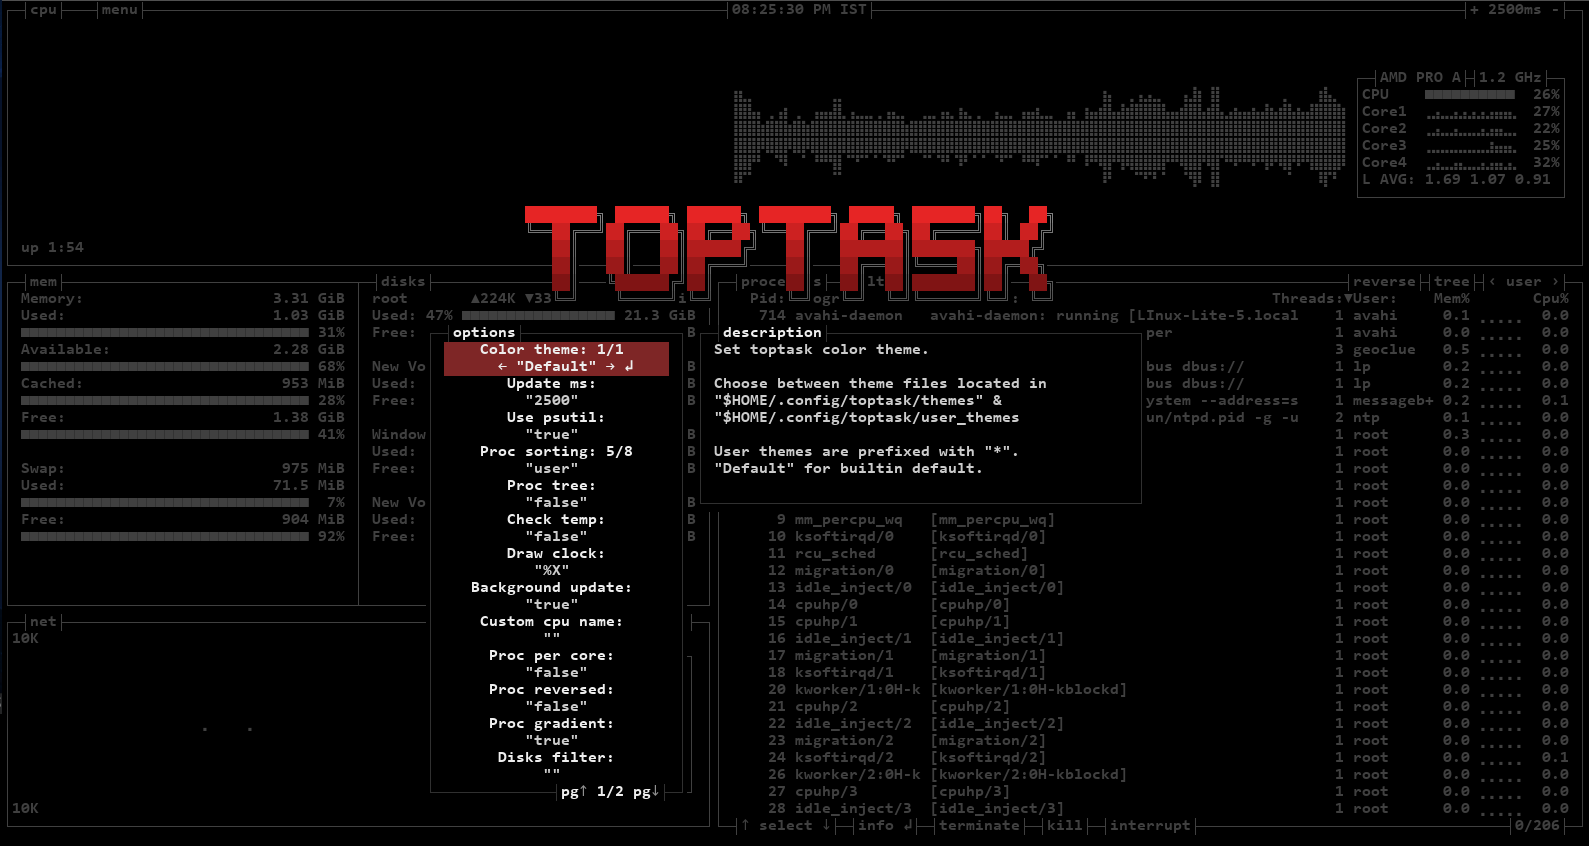 cpu menu 08:25:30 PM IST + 2500ms -
AMD PRO A 1.2 GHz
CPU 26%
Core1 27%
Core2 22%
Core3 25%
Core4 32%
L AVG: 1.69 1.07 0.91
TOPTASK
up 1:54
mem
Memory: 3.31 GiB
Used: 1.03 GiB
31%
Available: 2.28 GiB
68%
Cached: 953 MiB
28%
Free: 1.38 GiB
41%
Swap: 975 MiB
Used: 71.5 MiB
7%
Free: 904 MiB
92%
disks
root ▲224K ▼33 i
Used: 47% 21.3 GiB
Free: B
New Vo B
Used: B
Free: B
Window B
Used: B
Free: B
New Vo B
Used: B
Free: B
net
10K
10K
options
Color theme: 1/1
← "Default" → ↲
Update ms:
"2500"
Use psutil:
"true"
Proc sorting: 5/8
"user"
Proc tree:
"false"
Check temp:
"false"
Draw clock:
"%X"
Background update:
"true"
Custom cpu name:
""
Proc per core:
"false"
Proc reversed:
"false"
Proc gradient:
"true"
Disks filter:
""
pg↑ 1/2 pg↓
description
Set toptask color theme.
Choose between theme files located in
"$HOME/.config/toptask/themes" &
"$HOME/.config/toptask/user_themes
User themes are prefixed with "*".
"Default" for builtin default.
proce s lt reverse tree ‹ user ›
Pid: ogr : Threads:▼User: Mem% Cpu%
714 avahi-daemon avahi-daemon: running [LInux-Lite-5.local 1 avahi 0.1 0.0
per 1 avahi 0.0 0.0
3 geoclue 0.5 0.0
bus dbus:// 1 lp 0.2 0.0
bus dbus:// 1 lp 0.2 0.0
ystem --address=s 1 messageb+ 0.2 0.1
un/ntpd.pid -g -u 2 ntp 0.1 0.0
1 root 0.3 0.0
1 root 0.0 0.0
1 root 0.0 0.0
1 root 0.0 0.0
1 root 0.0 0.0
9 mm_percpu_wq [mm_percpu_wq] 1 root 0.0 0.0
10 ksoftirqd/0 [ksoftirqd/0] 1 root 0.0 0.0
11 rcu_sched [rcu_sched] 1 root 0.0 0.0
12 migration/0 [migration/0] 1 root 0.0 0.0
13 idle_inject/0 [idle_inject/0] 1 root 0.0 0.0
14 cpuhp/0 [cpuhp/0] 1 root 0.0 0.0
15 cpuhp/1 [cpuhp/1] 1 root 0.0 0.0
16 idle_inject/1 [idle_inject/1] 1 root 0.0 0.0
17 migration/1 [migration/1] 1 root 0.0 0.0
18 ksoftirqd/1 [ksoftirqd/1] 1 root 0.0 0.0
20 kworker/1:0H-k [kworker/1:0H-kblockd] 1 root 0.0 0.0
21 cpuhp/2 [cpuhp/2] 1 root 0.0 0.0
22 idle_inject/2 [idle_inject/2] 1 root 0.0 0.0
23 migration/2 [migration/2] 1 root 0.0 0.0
24 ksoftirqd/2 [ksoftirqd/2] 1 root 0.0 0.1
26 kworker/2:0H-k [kworker/2:0H-kblockd] 1 root 0.0 0.0
27 cpuhp/3 [cpuhp/3] 1 root 0.0 0.0
28 idle_inject/3 [idle_inject/3] 1 root 0.0 0.0
↑ select ↓ info ↲ terminate kill interrupt 0/206